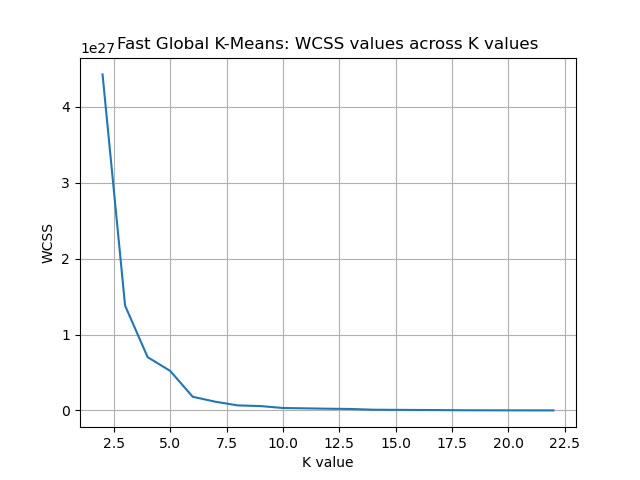 Fast Global K-Means: WCSS values across K values
1e27
4
3
2
1
0
WCSS
2.5 5.0 7.5 10.0 12.5 15.0 17.5 20.0 22.5
K value